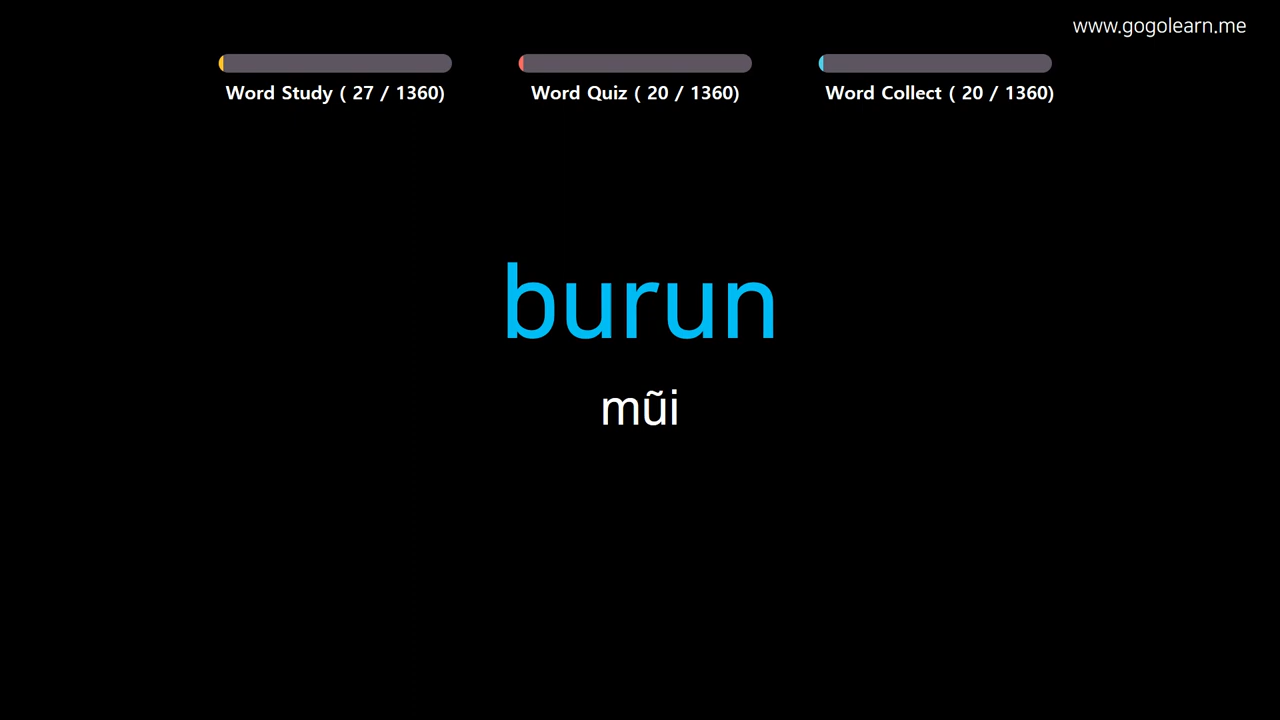 www.gogolearn.me
Word Study ( 27 / 1360)
Word Quiz ( 20 / 1360)
Word Collect ( 20 / 1360)
burun
mũi